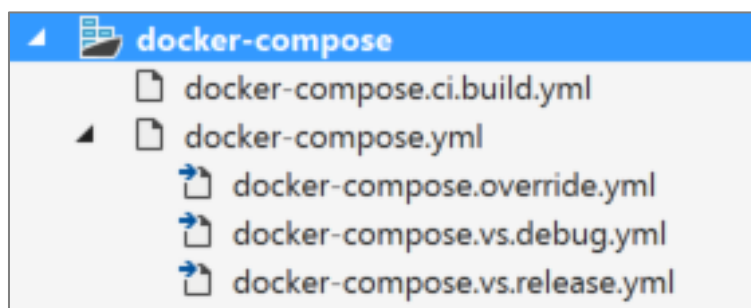 docker-compose
docker-compose.ci.build.yml
docker-compose.yml
docker-compose.override.yml
docker-compose.vs.debug.yml
docker-compose.vs.release.yml